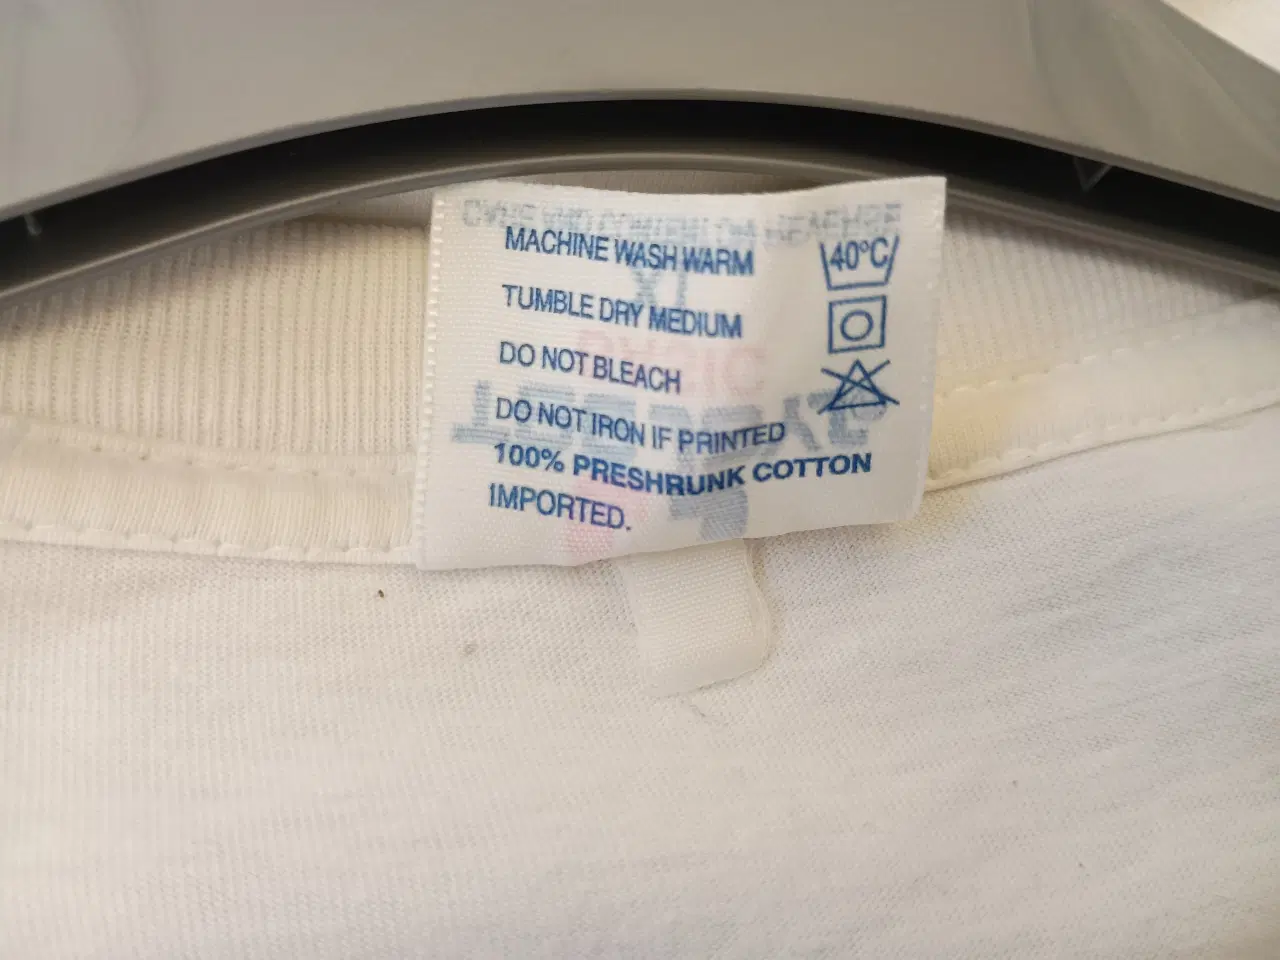 MACHINE WASH WARM
40°C
TUMBLE DRY MEDIUM
DO NOT BLEACH
DO NOT IRON IF PRINTED
100% PRESHRUNK COTTON
IMPORTED.